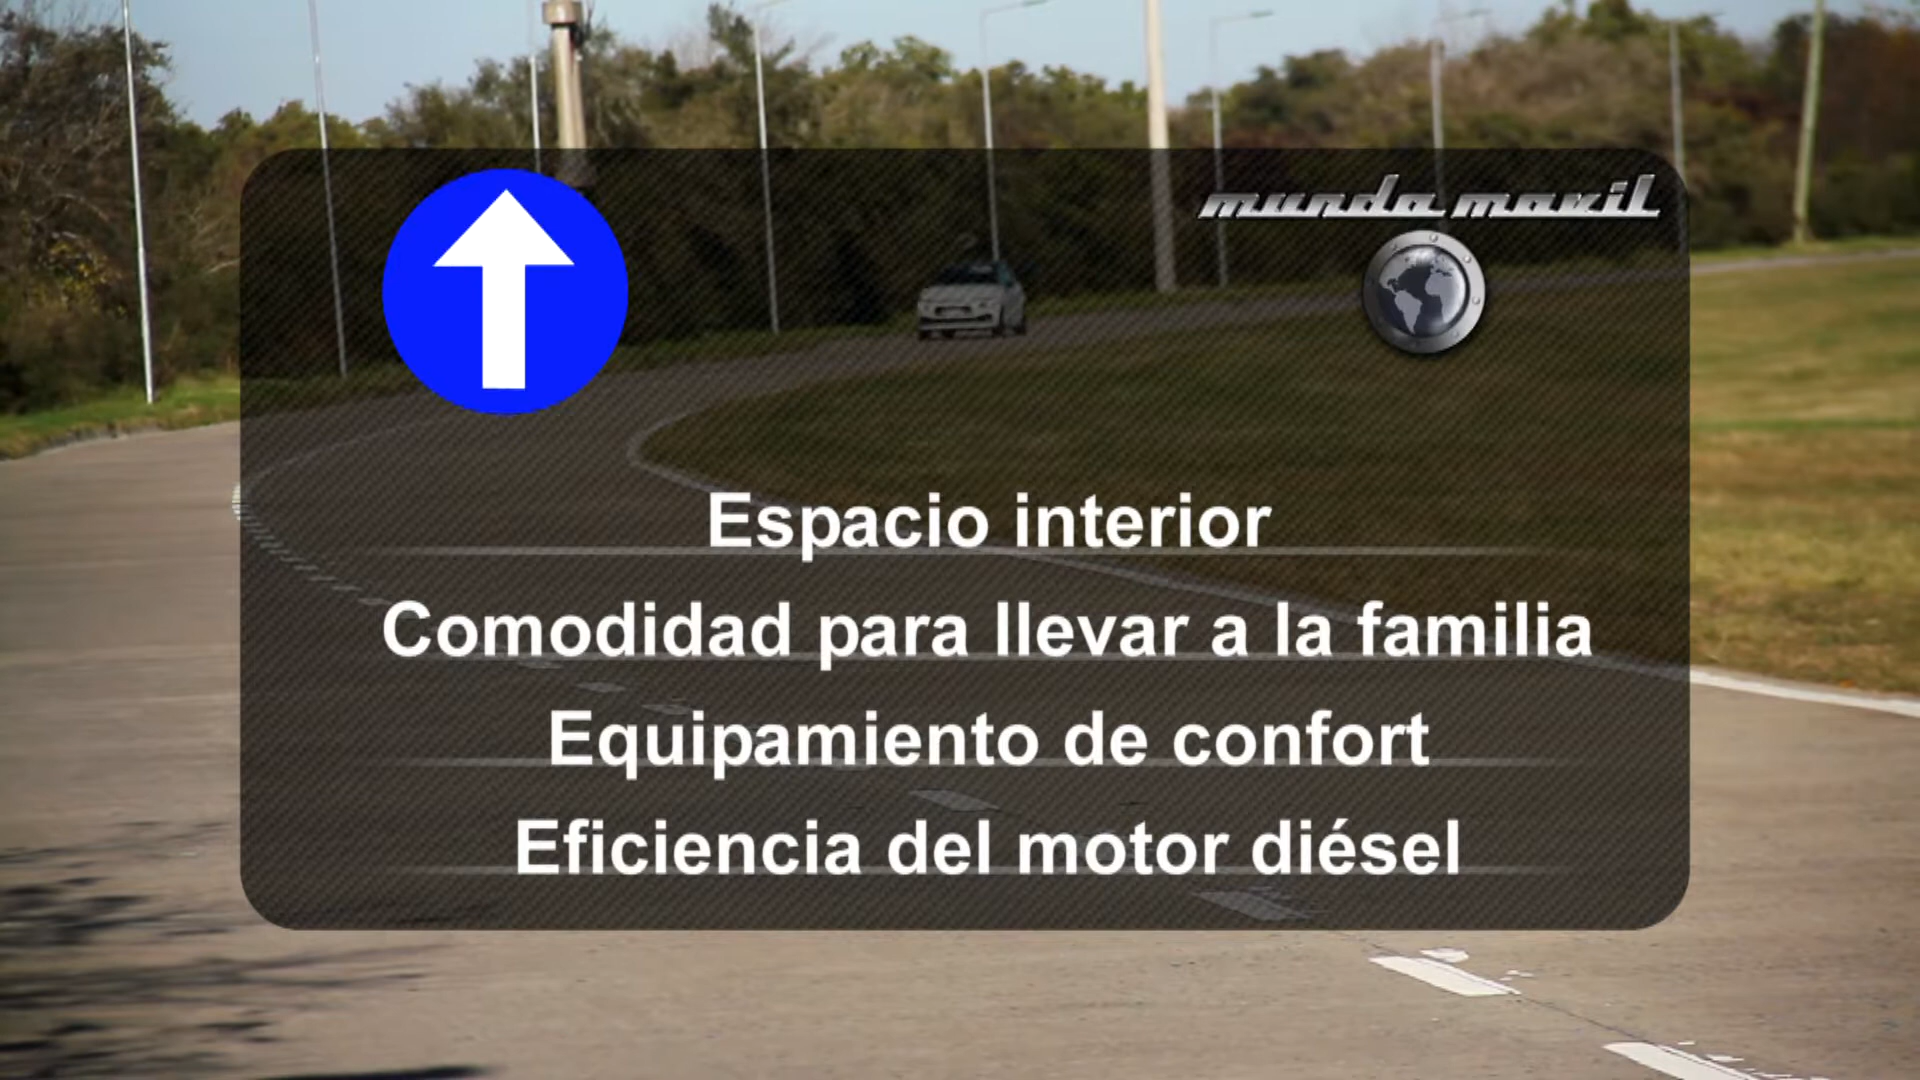 mundo movil
Espacio interior
Comodidad para llevar a la familia
Equipamiento de confort
Eficiencia del motor diésel